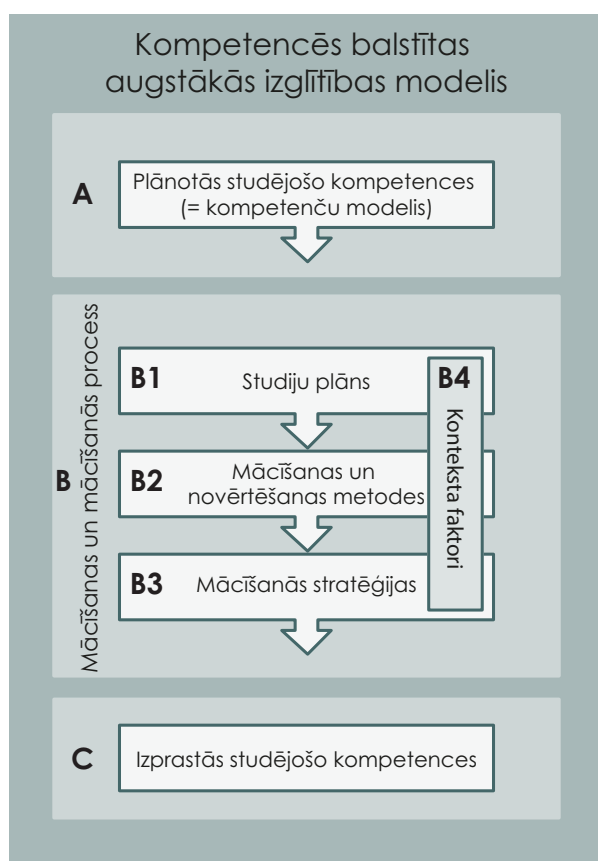 Kompetencēs balstītas
augstākās izglītības modelis
A
Plānotās studējošo kompetences
(= kompetenču modelis)
B
Mācīšanas un mācīšanās process
B1
Studiju plāns
B4
Konteksta faktori
B2
Mācīšanas un
novērtēšanas metodes
B3
Mācīšanās stratēģijas
C
Izprastās studējošo kompetences